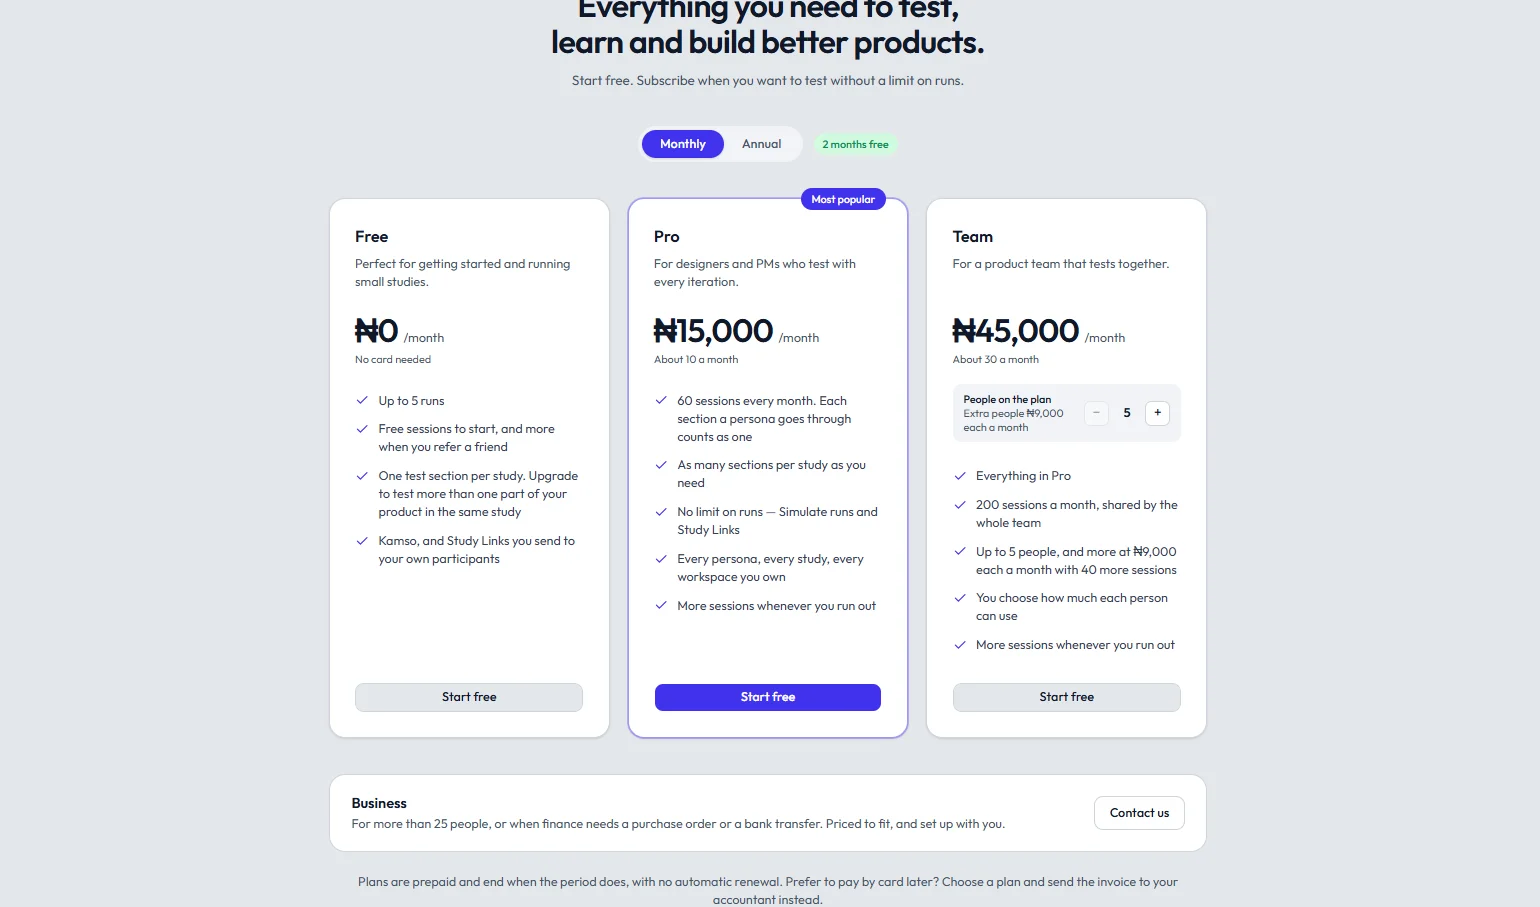 Everything you need to test,
learn and build better products.
Start free. Subscribe when you want to test without a limit on runs.
Monthly
Annual
2 months free
Free
Perfect for getting started and running
small studies.
₦0 /month
No card needed
Up to 5 runs
Free sessions to start, and more
when you refer a friend
One test section per study. Upgrade
to test more than one part of your
product in the same study
Kamso, and Study Links you send to
your own participants
Start free
Most popular
Pro
For designers and PMs who test with
every iteration.
₦15,000 /month
About 10 a month
60 sessions every month. Each
section a persona goes through
counts as one
As many sections per study as you
need
No limit on runs — Simulate runs and
Study Links
Every persona, every study, every
workspace you own
More sessions whenever you run out
Start free
Team
For a product team that tests together.
₦45,000 /month
About 30 a month
People on the plan
Extra people ₦9,000
each a month
− 5 +
Everything in Pro
200 sessions a month, shared by the
whole team
Up to 5 people, and more at ₦9,000
each a month with 40 more sessions
You choose how much each person
can use
More sessions whenever you run out
Start free
Business
For more than 25 people, or when finance needs a purchase order or a bank transfer. Priced to fit, and set up with you.
Contact us
Plans are prepaid and end when the period does, with no automatic renewal. Prefer to pay by card later? Choose a plan and send the invoice to your
accountant instead.